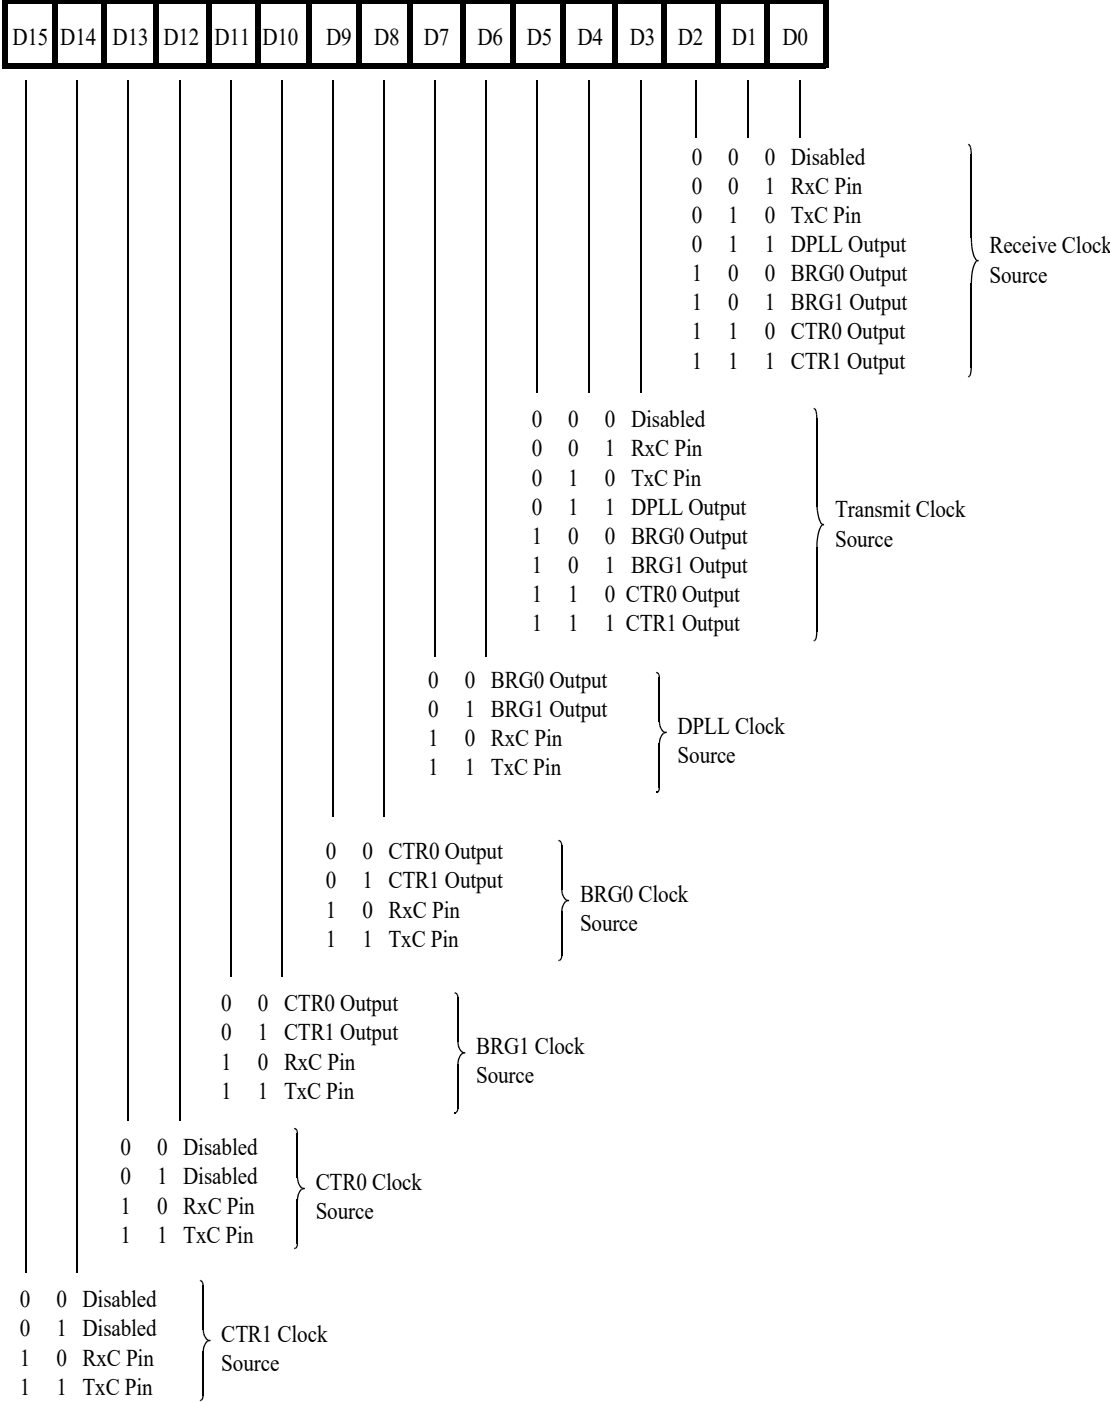 D15 D14 D13 D12 D11 D10 D9 D8 D7 D6 D5 D4 D3 D2 D1 D0
0 0 0 Disabled
0 0 1 RxC Pin
0 1 0 TxC Pin
0 1 1 DPLL Output
1 0 0 BRG0 Output
1 0 1 BRG1 Output
1 1 0 CTR0 Output
1 1 1 CTR1 Output
Receive Clock
Source
0 0 0 Disabled
0 0 1 RxC Pin
0 1 0 TxC Pin
0 1 1 DPLL Output
1 0 0 BRG0 Output
1 0 1 BRG1 Output
1 1 0 CTR0 Output
1 1 1 CTR1 Output
Transmit Clock
Source
0 0 BRG0 Output
0 1 BRG1 Output
1 0 RxC Pin
1 1 TxC Pin
DPLL Clock
Source
0 0 CTR0 Output
0 1 CTR1 Output
1 0 RxC Pin
1 1 TxC Pin
BRG0 Clock
Source
0 0 CTR0 Output
0 1 CTR1 Output
1 0 RxC Pin
1 1 TxC Pin
BRG1 Clock
Source
0 0 Disabled
0 1 Disabled
1 0 RxC Pin
1 1 TxC Pin
CTR0 Clock
Source
0 0 Disabled
0 1 Disabled
1 0 RxC Pin
1 1 TxC Pin
CTR1 Clock
Source